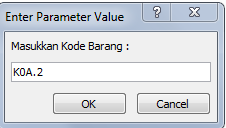 Enter Parameter Value
?
Masukkan Kode Barang :
K0A.2
OK
Cancel